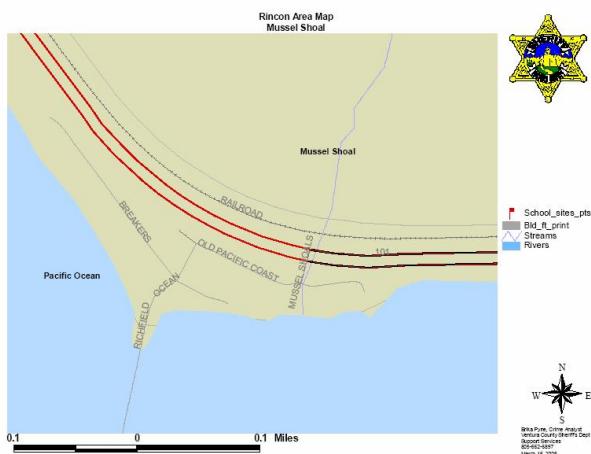 Rincon Area Map
Mussel Shoal
SHERIFF
Mussel Shoal
RAILROAD
BREAKERS
OLD PACIFIC COAST
MUSSEL SHOALS
101
OCEAN
RICHFIELD
Pacific Ocean
School_sites_pts
Bld_ft_print
Streams
Rivers
N
W
E
S
0.1
0
0.1 Miles
Erika Pyne, Crime Analyst
Ventura County Sheriff's Dept
Support Services